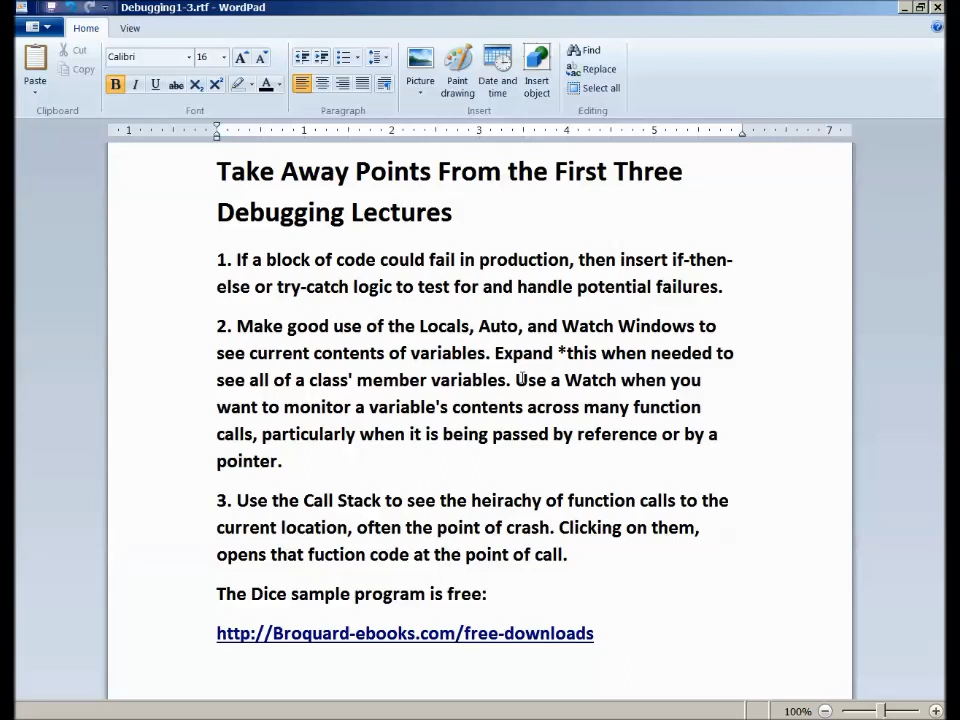 Debugging1-3.rtf - WordPad
Home View
Cut
Copy
Paste
Clipboard
Calibri 16
Font
Paragraph
Picture
Paint drawing
Date and time
Insert object
Insert
Find
Replace
Select all
Editing
1 1 2 3 4 5 7
Take Away Points From the First Three
Debugging Lectures
1. If a block of code could fail in production, then insert if-then-
else or try-catch logic to test for and handle potential failures.
2. Make good use of the Locals, Auto, and Watch Windows to
see current contents of variables. Expand *this when needed to
see all of a class' member variables. Use a Watch when you
want to monitor a variable's contents across many function
calls, particularly when it is being passed by reference or by a
pointer.
3. Use the Call Stack to see the heirachy of function calls to the
current location, often the point of crash. Clicking on them,
opens that fuction code at the point of call.
The Dice sample program is free:
http://Broquard-ebooks.com/free-downloads
100%